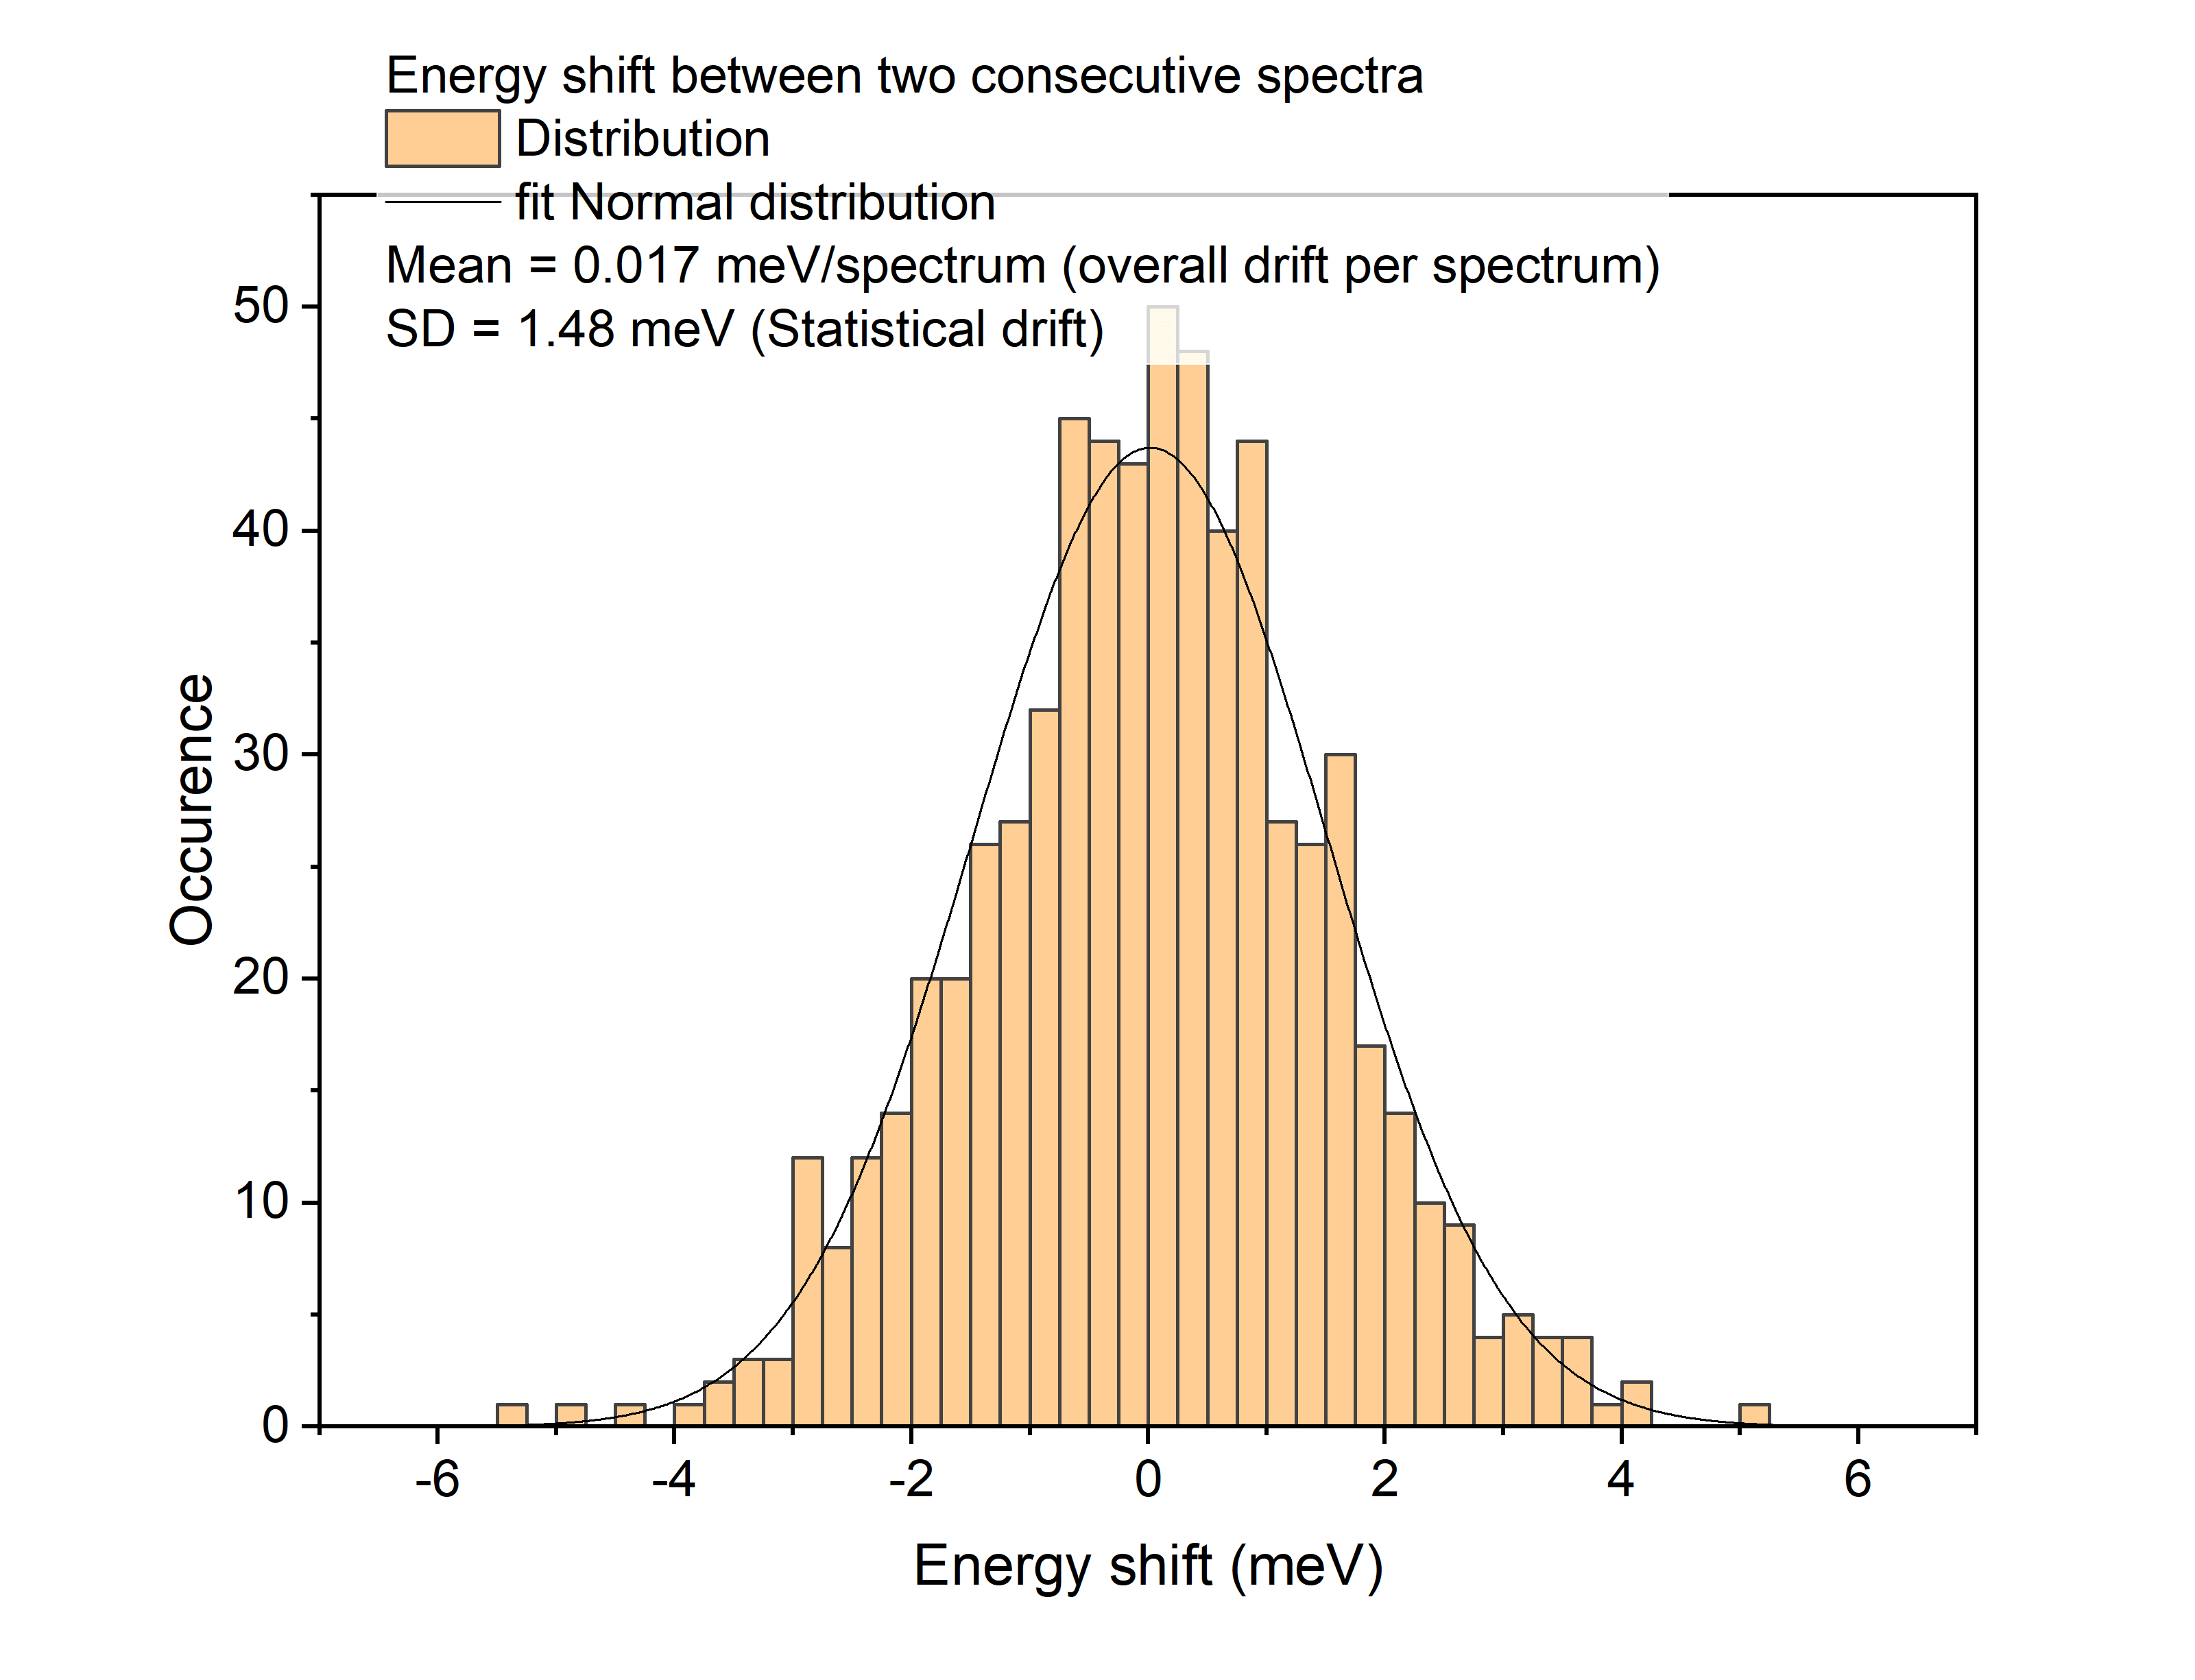 Energy shift between two consecutive spectra
Distribution
fit Normal distribution
Mean = 0.017 meV/spectrum (overall drift per spectrum)
SD = 1.48 meV (Statistical drift)
50
40
30
20
10
0
Occurence
-6 -4 -2 0 2 4 6
Energy shift (meV)